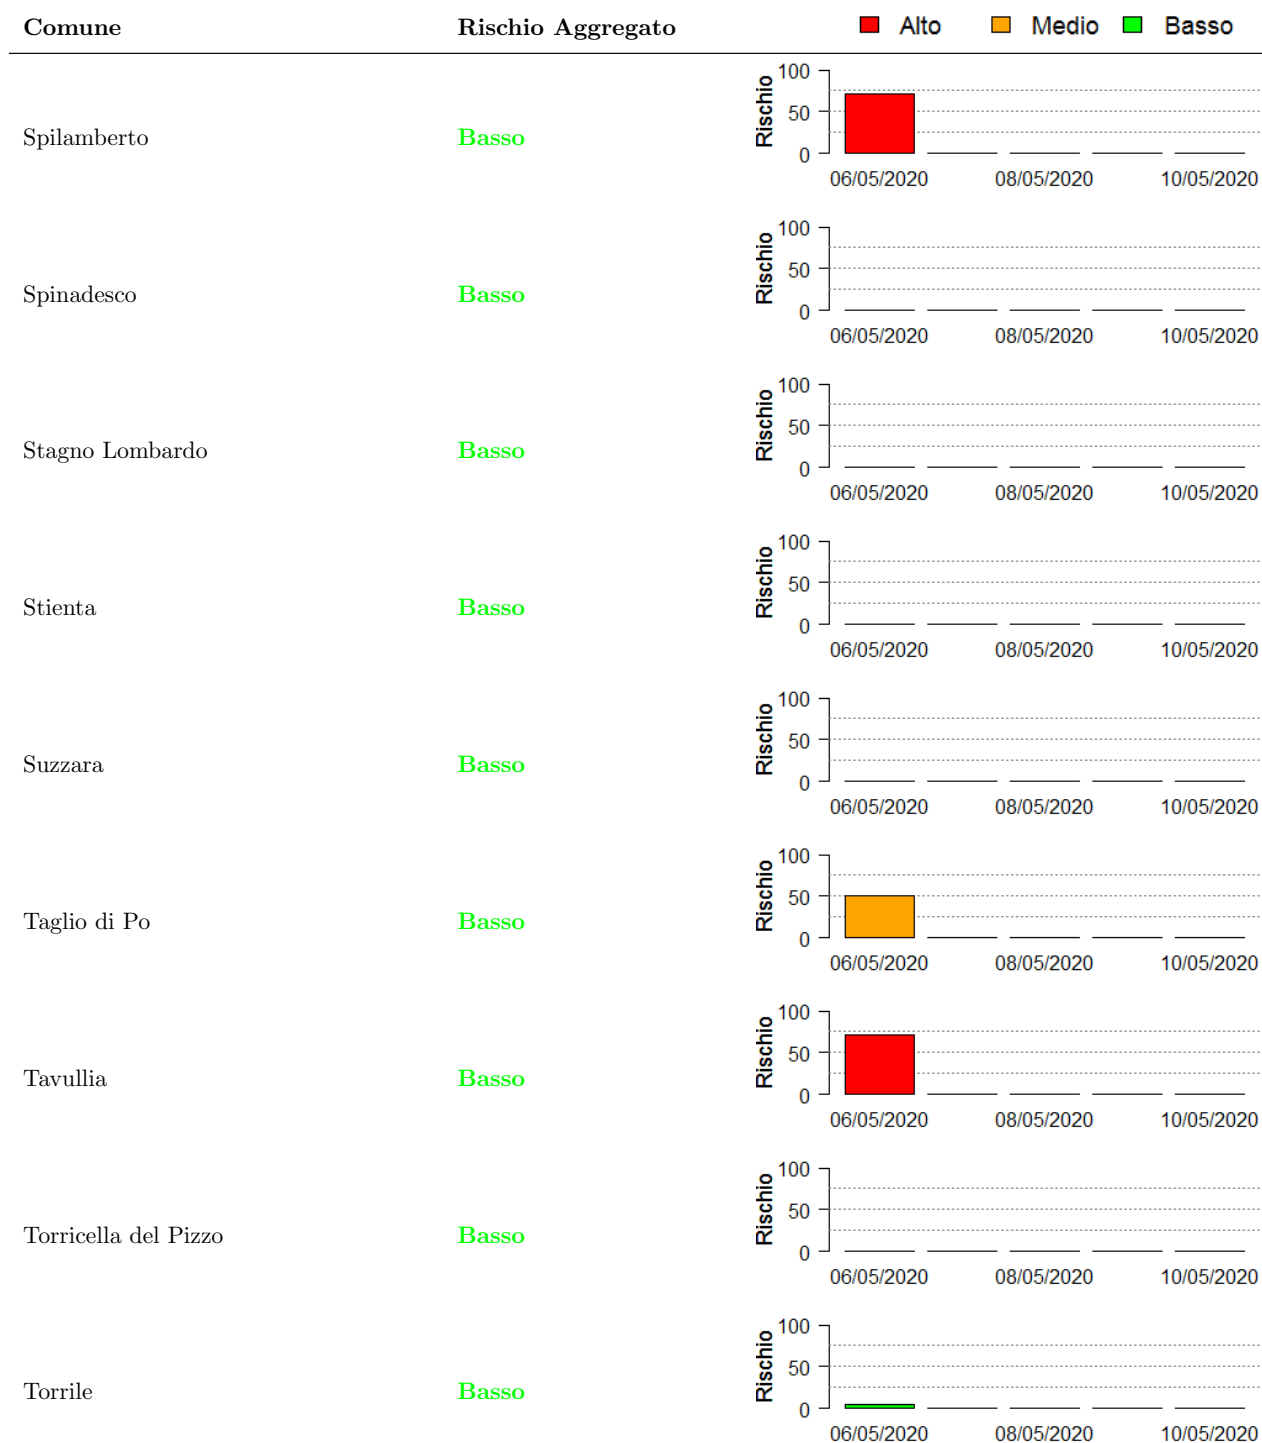 Comune Rischio Aggregato Alto Medio Basso
Spilamberto Basso
Rischio
100
50
0
06/05/2020 08/05/2020 10/05/2020
Spinadesco Basso
Rischio
100
50
0
06/05/2020 08/05/2020 10/05/2020
Stagno Lombardo Basso
Rischio
100
50
0
06/05/2020 08/05/2020 10/05/2020
Stienta Basso
Rischio
100
50
0
06/05/2020 08/05/2020 10/05/2020
Suzzara Basso
Rischio
100
50
0
06/05/2020 08/05/2020 10/05/2020
Taglio di Po Basso
Rischio
100
50
0
06/05/2020 08/05/2020 10/05/2020
Tavullia Basso
Rischio
100
50
0
06/05/2020 08/05/2020 10/05/2020
Torricella del Pizzo Basso
Rischio
100
50
0
06/05/2020 08/05/2020 10/05/2020
Torrile Basso
Rischio
100
50
0
06/05/2020 08/05/2020 10/05/2020